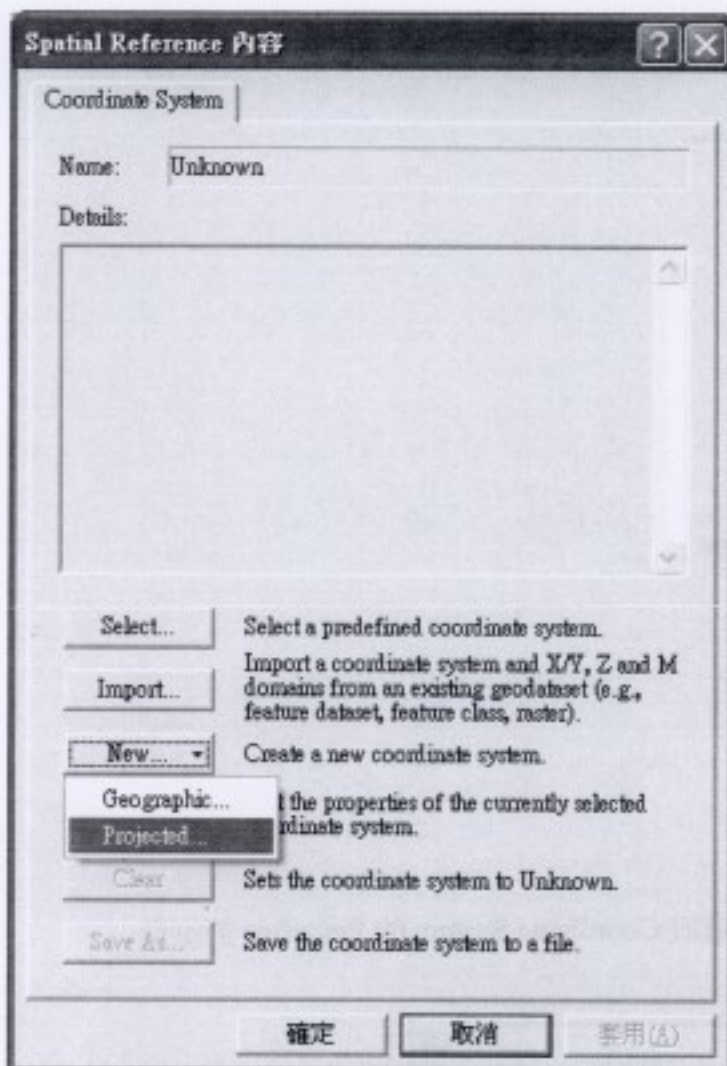 Spatial Reference 內容
Coordinate System
Name: Unknown
Details:
Select... Select a predefined coordinate system.
Import... Import a coordinate system and X/Y, Z and M
domains from an existing geodataset (e.g.,
feature dataset, feature class, raster).
New... Create a new coordinate system.
Geographic... the properties of the currently selected
Projected... rdinate system.
Clear Sets the coordinate system to Unknown.
Save As... Save the coordinate system to a file.
確定 取消 套用(A)